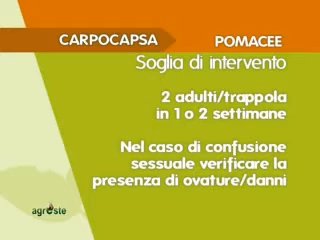 CARPOCAPSA POMACEE
Soglia di intervento
2 adulti/trappola
in 1 o 2 settimane
Nel caso di confusione
sessuale verificare la
presenza di ovature/danni
agroste